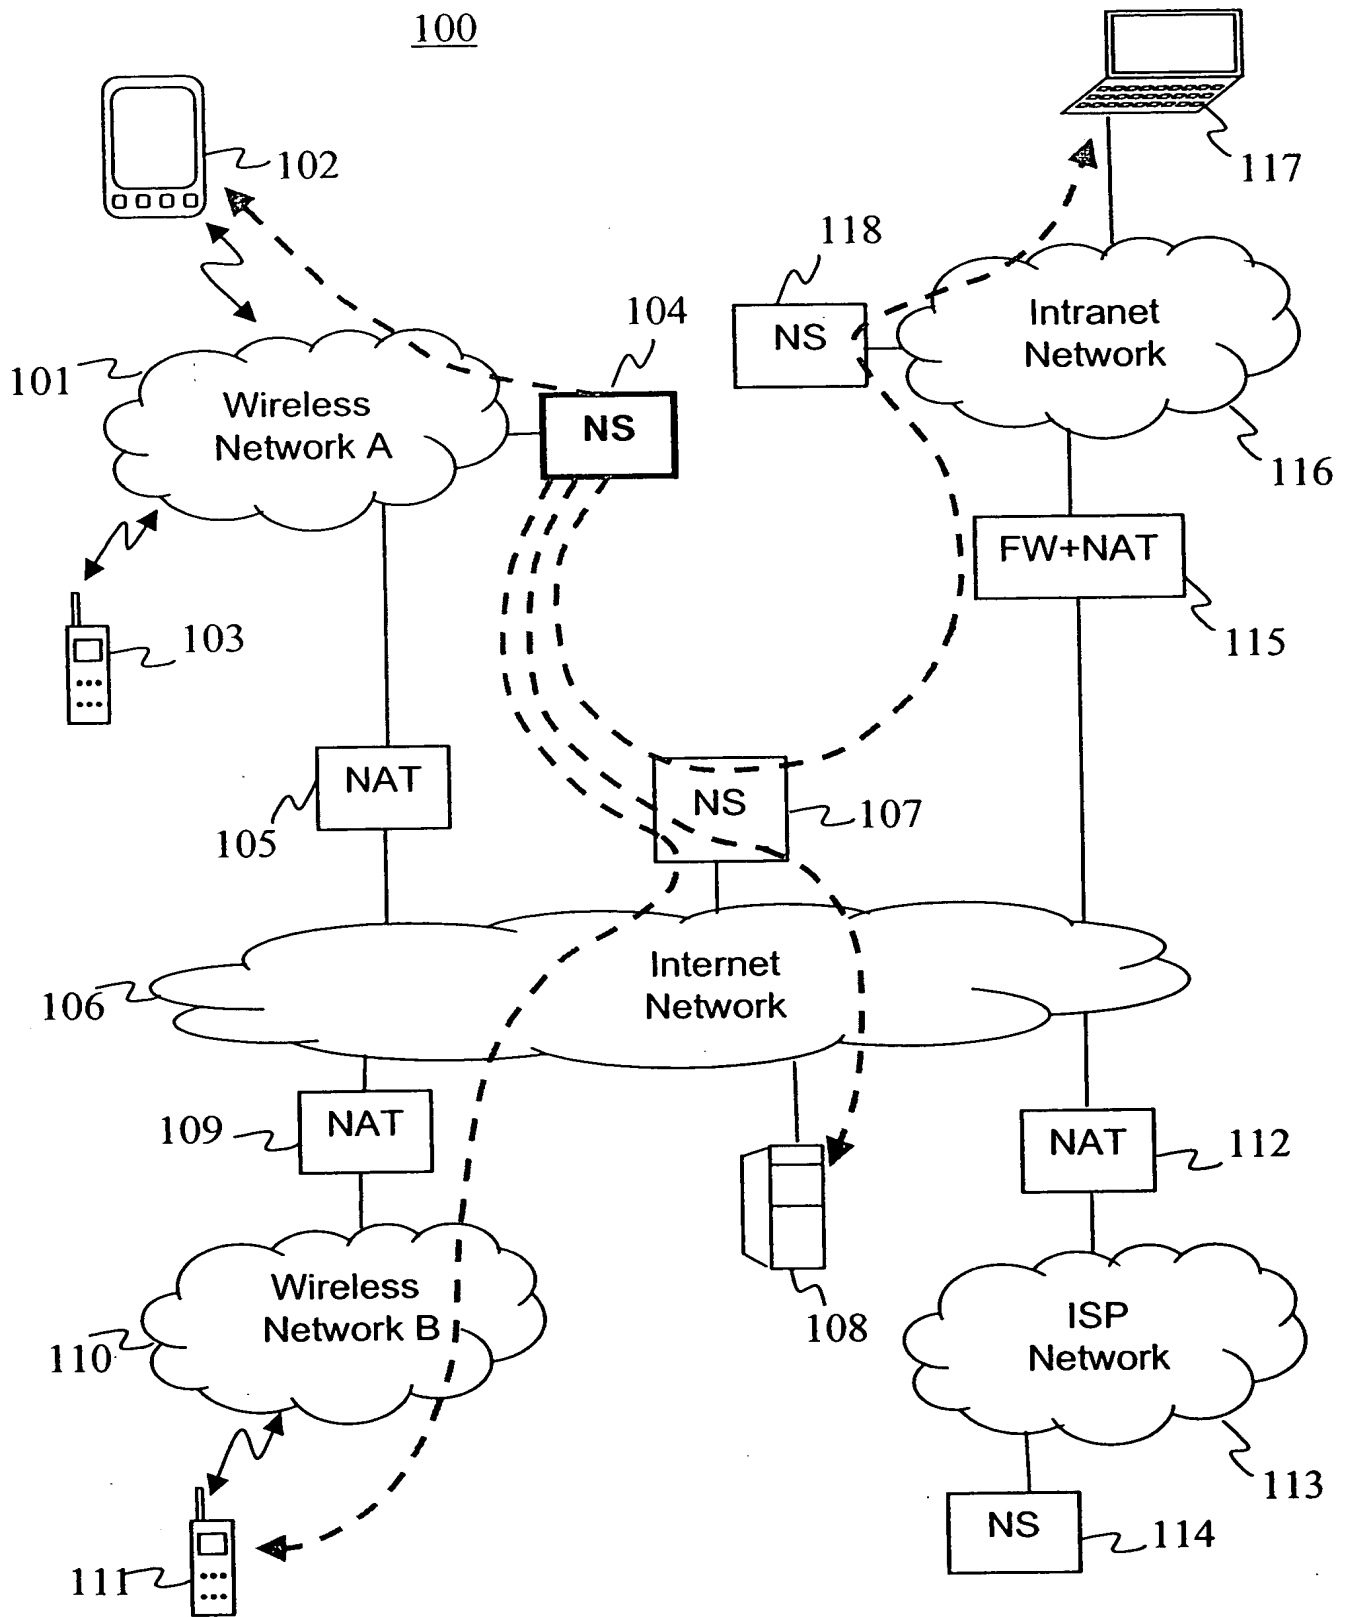 100
102
117
118
104
NS
Intranet
Network
101
Wireless
Network A
NS
116
FW+NAT
103
115
NAT
NS
107
105
Internet
Network
106
NAT
109
NAT
112
Wireless
Network B
108
ISP
Network
110
113
NS
114
111